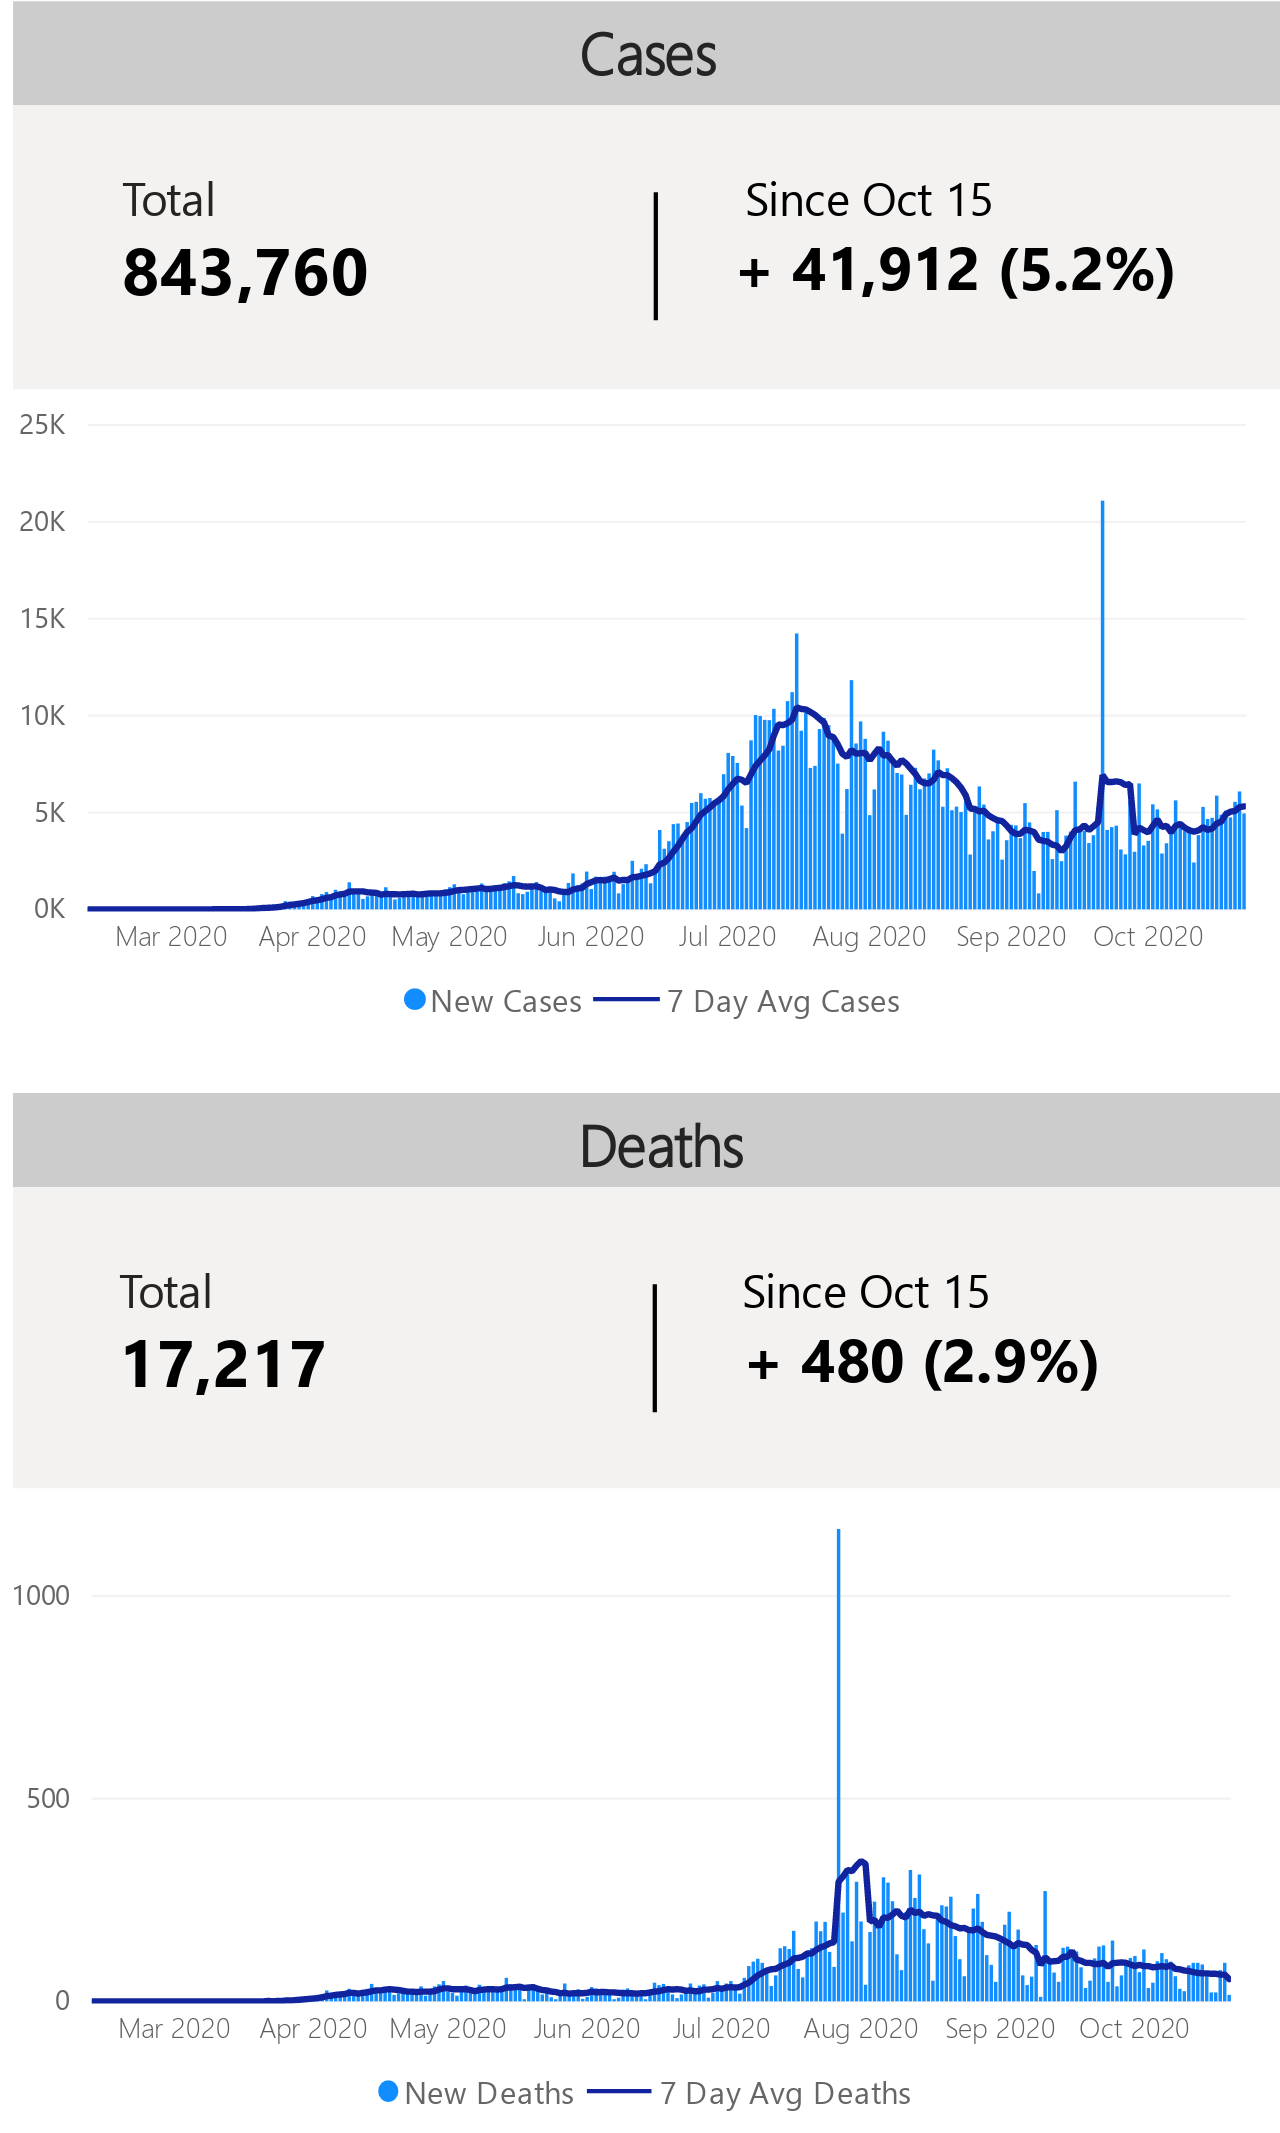 Cases
Total
Since Oct 15
843,760
+ 41,912 (5.2%)
25K
20K
15K
10K
5K
0K
Mar 2020 Apr 2020 May 2020 Jun 2020 Jul 2020 Aug 2020 Sep 2020 Oct 2020
New Cases 7 Day Avg Cases
Deaths
Total
Since Oct 15
17,217
+ 480 (2.9%)
1000
500
0
Mar 2020 Apr 2020 May 2020 Jun 2020 Jul 2020 Aug 2020 Sep 2020 Oct 2020
New Deaths 7 Day Avg Deaths